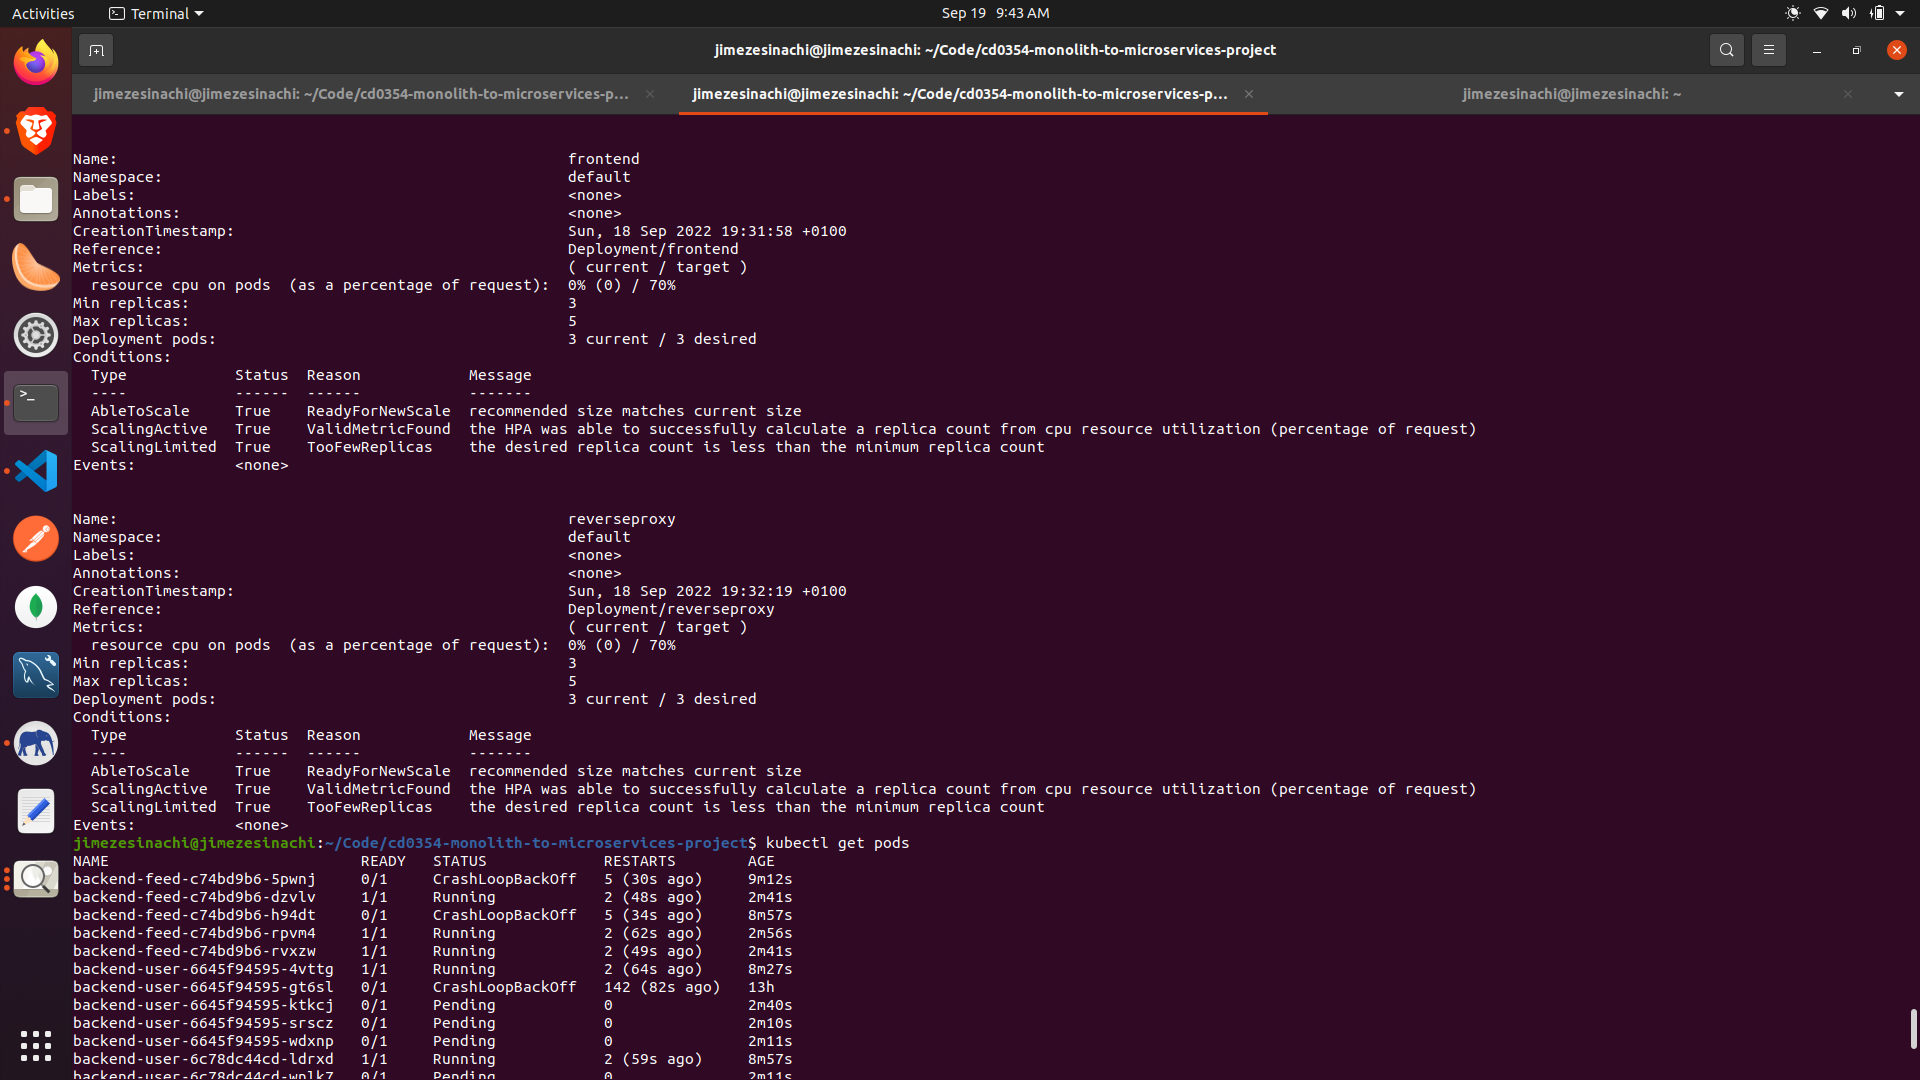 Activities Terminal Sep 19 9:43 AM
jimezesinachi@jimezesinachi: ~/Code/cd0354-monolith-to-microservices-project
jimezesinachi@jimezesinachi: ~/Code/cd0354-monolith-to-microservices-p... jimezesinachi@jimezesinachi: ~/Code/cd0354-monolith-to-microservices-p... jimezesinachi@jimezesinachi: ~
Name: frontend
Namespace: default
Labels: <none>
Annotations: <none>
CreationTimestamp: Sun, 18 Sep 2022 19:31:58 +0100
Reference: Deployment/frontend
Metrics: ( current / target )
resource cpu on pods (as a percentage of request): 0% (0) / 70%
Min replicas: 3
Max replicas: 5
Deployment pods: 3 current / 3 desired
Conditions:
Type Status Reason Message
---- ------ ------ -------
AbleToScale True ReadyForNewScale recommended size matches current size
ScalingActive True ValidMetricFound the HPA was able to successfully calculate a replica count from cpu resource utilization (percentage of request)
ScalingLimited True TooFewReplicas the desired replica count is less than the minimum replica count
Events: <none>
Name: reverseproxy
Namespace: default
Labels: <none>
Annotations: <none>
CreationTimestamp: Sun, 18 Sep 2022 19:32:19 +0100
Reference: Deployment/reverseproxy
Metrics: ( current / target )
resource cpu on pods (as a percentage of request): 0% (0) / 70%
Min replicas: 3
Max replicas: 5
Deployment pods: 3 current / 3 desired
Conditions:
Type Status Reason Message
---- ------ ------ -------
AbleToScale True ReadyForNewScale recommended size matches current size
ScalingActive True ValidMetricFound the HPA was able to successfully calculate a replica count from cpu resource utilization (percentage of request)
ScalingLimited True TooFewReplicas the desired replica count is less than the minimum replica count
Events: <none>
jimezesinachi@jimezesinachi:~/Code/cd0354-monolith-to-microservices-project$ kubectl get pods
NAME READY STATUS RESTARTS AGE
backend-feed-c74bd9b6-5pwnj 0/1 CrashLoopBackOff 5 (30s ago) 9m12s
backend-feed-c74bd9b6-dzvlv 1/1 Running 2 (48s ago) 2m41s
backend-feed-c74bd9b6-h94dt 0/1 CrashLoopBackOff 5 (34s ago) 8m57s
backend-feed-c74bd9b6-rpvm4 1/1 Running 2 (62s ago) 2m56s
backend-feed-c74bd9b6-rvxzw 1/1 Running 2 (49s ago) 2m41s
backend-user-6645f94595-4vttg 1/1 Running 2 (64s ago) 8m27s
backend-user-6645f94595-gt6sl 0/1 CrashLoopBackOff 142 (82s ago) 13h
backend-user-6645f94595-ktkcj 0/1 Pending 0 2m40s
backend-user-6645f94595-srscz 0/1 Pending 0 2m10s
backend-user-6645f94595-wdxnp 0/1 Pending 0 2m11s
backend-user-6c78dc44cd-ldrxd 1/1 Running 2 (59s ago) 8m57s
0/1 Pending 0 2m11s